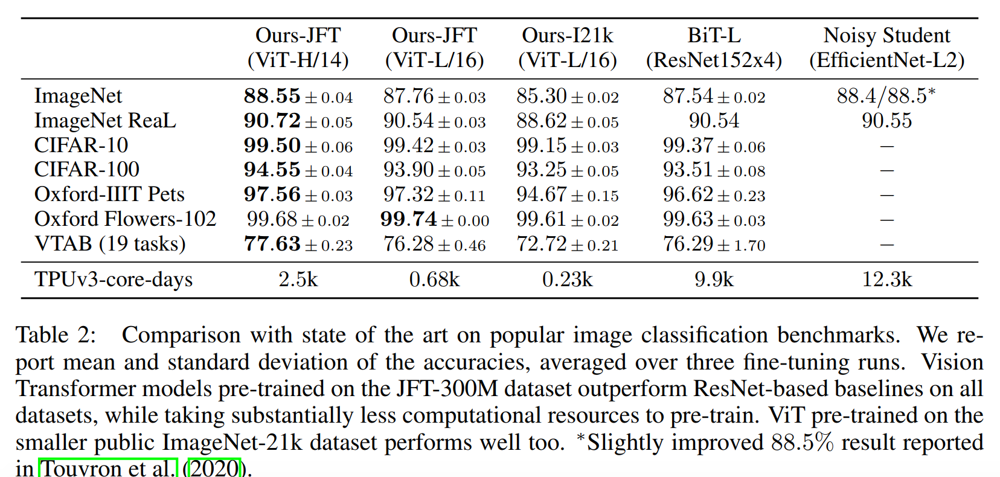 Ours-JFT Ours-JFT Ours-I21k BiT-L Noisy Student
(ViT-H/14) (ViT-L/16) (ViT-L/16) (ResNet152x4) (EfficientNet-L2)
ImageNet 88.55 ± 0.04 87.76 ± 0.03 85.30 ± 0.02 87.54 ± 0.02 88.4/88.5*
ImageNet ReaL 90.72 ± 0.05 90.54 ± 0.03 88.62 ± 0.05 90.54 90.55
CIFAR-10 99.50 ± 0.06 99.42 ± 0.03 99.15 ± 0.03 99.37 ± 0.06 −
CIFAR-100 94.55 ± 0.04 93.90 ± 0.05 93.25 ± 0.05 93.51 ± 0.08 −
Oxford-IIIT Pets 97.56 ± 0.03 97.32 ± 0.11 94.67 ± 0.15 96.62 ± 0.23 −
Oxford Flowers-102 99.68 ± 0.02 99.74 ± 0.00 99.61 ± 0.02 99.63 ± 0.03 −
VTAB (19 tasks) 77.63 ± 0.23 76.28 ± 0.46 72.72 ± 0.21 76.29 ± 1.70 −
TPUv3-core-days 2.5k 0.68k 0.23k 9.9k 12.3k
Table 2: Comparison with state of the art on popular image classification benchmarks. We re-
port mean and standard deviation of the accuracies, averaged over three fine-tuning runs. Vision
Transformer models pre-trained on the JFT-300M dataset outperform ResNet-based baselines on all
datasets, while taking substantially less computational resources to pre-train. ViT pre-trained on the
smaller public ImageNet-21k dataset performs well too. *Slightly improved 88.5% result reported
in Touvron et al. (2020).